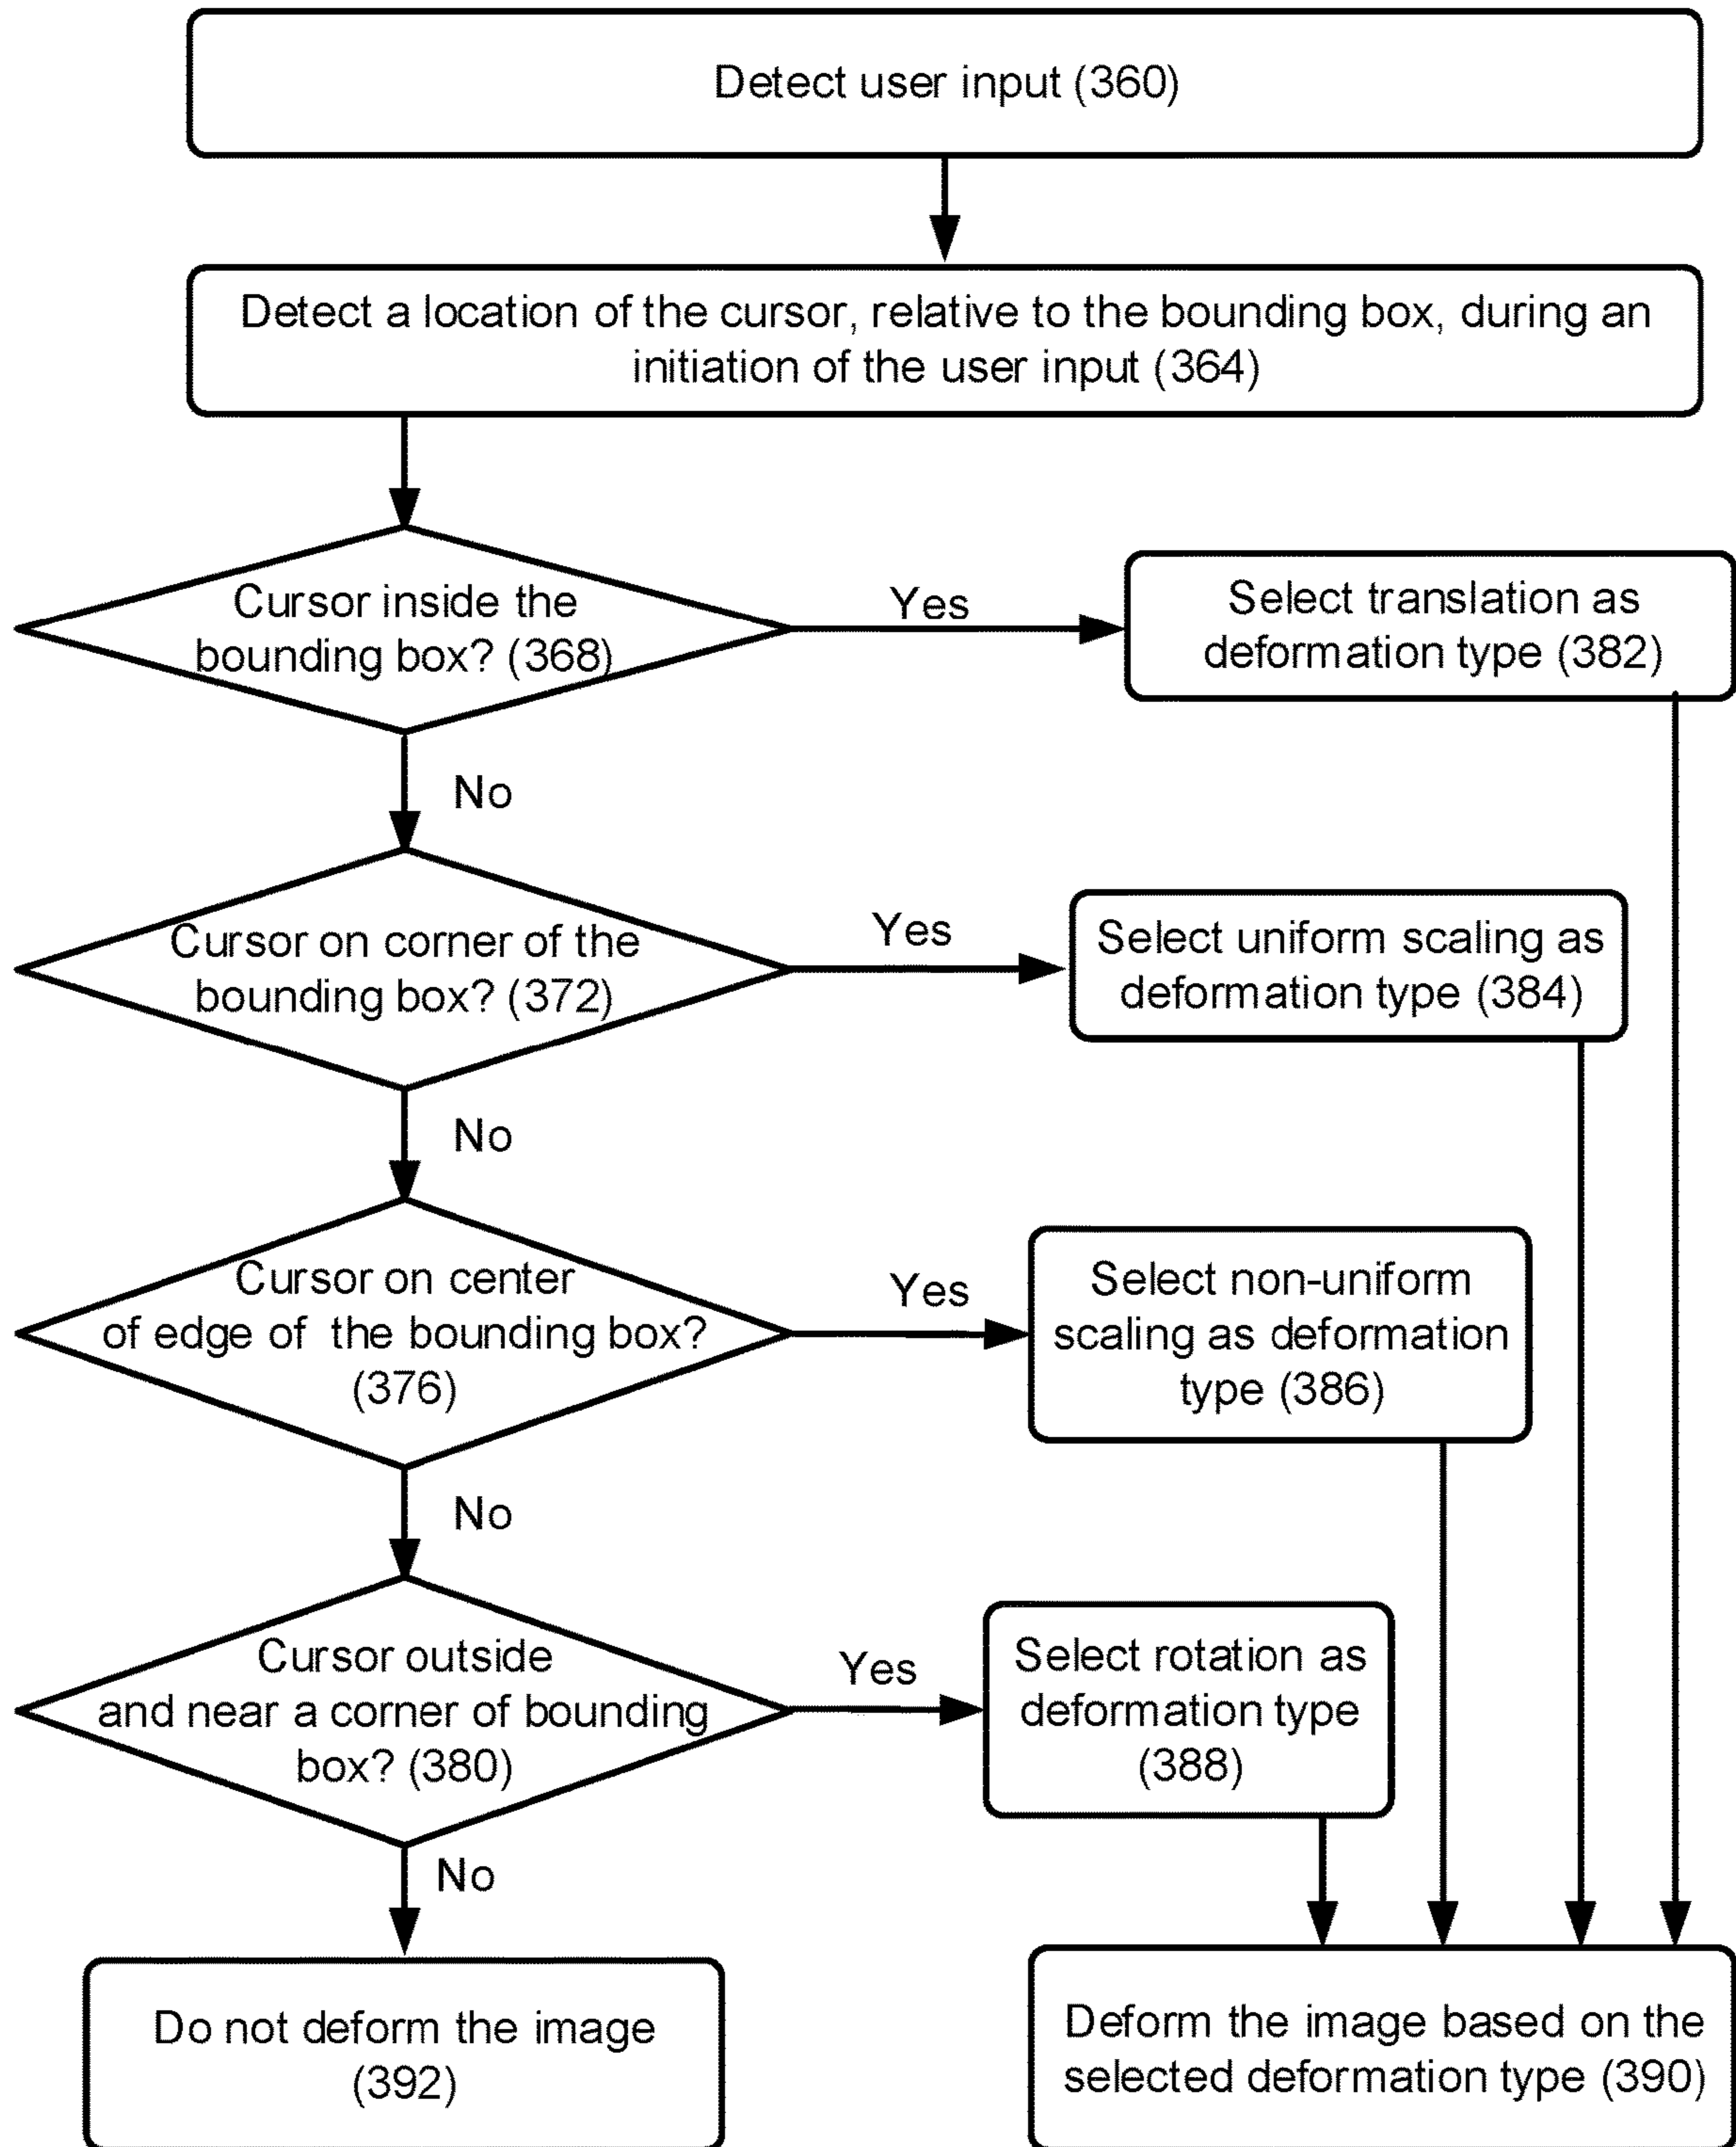 Detect user input (360)
Detect a location of the cursor, relative to the bounding box, during an
initiation of the user input (364)
Cursor inside the
bounding box? (368)
Yes
Select translation as
deformation type (382)
No
Cursor on corner of the
bounding box? (372)
Yes
Select uniform scaling as
deformation type (384)
No
Cursor on center
of edge of the bounding box?
(376)
Yes
Select non-uniform
scaling as deformation
type (386)
No
Cursor outside
and near a corner of bounding
box? (380)
Yes
Select rotation as
deformation type
(388)
No
Do not deform the image
(392)
Deform the image based on the
selected deformation type (390)